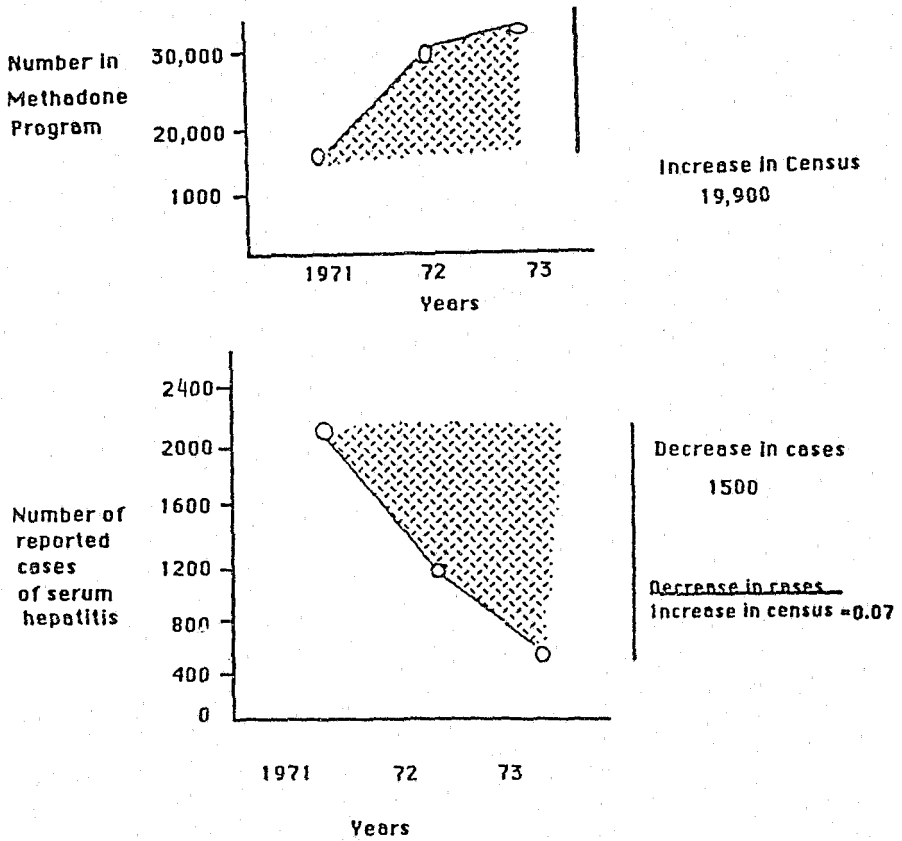 Number in
Methadone
Program
30,000
20,000
1000
1971 72 73
Years
Increase in Census
19,900
2400
2000
1600
1200
800
400
0
Number of
reported
cases
of serum
hepatitis
Decrease in cases
1500
Decrease in cases
Increase in census =0.07
1971 72 73
Years